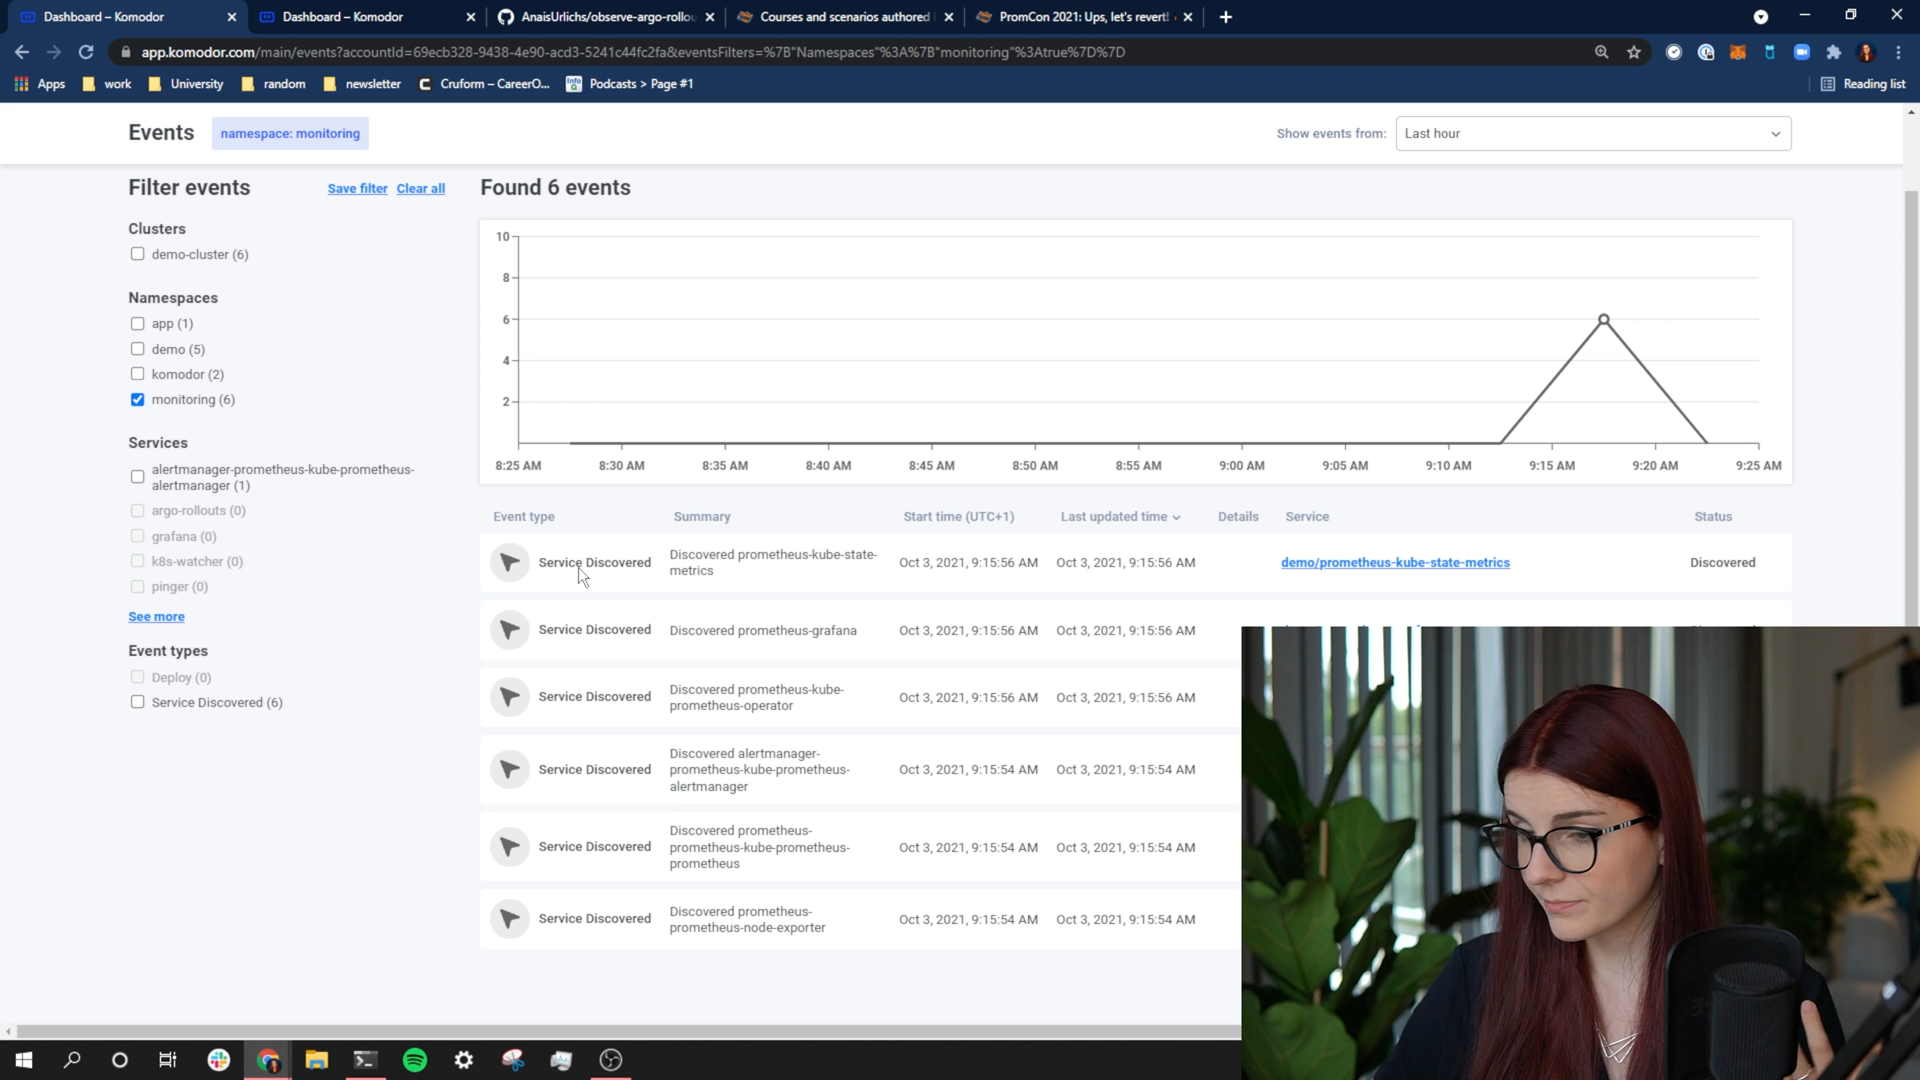 Dashboard – Komodor
Dashboard – Komodor
AnaisUrlichs/observe-argo-rollou
Courses and scenarios authored
PromCon 2021: Ups, let's revert!
app.komodor.com/main/events?accountId=69ecb328-9438-4e90-acd3-5241c44fc2fa&eventsFilters=%7B"Namespaces"%3A%7B"monitoring"%3Atrue%7D%7D
Apps
work
University
random
newsletter
Cruform – CareerO...
Podcasts > Page #1
Reading list
Events
namespace: monitoring
Show events from:
Last hour
Filter events
Save filter
Clear all
Found 6 events
Clusters
demo-cluster (6)
Namespaces
app (1)
demo (5)
komodor (2)
monitoring (6)
Services
alertmanager-prometheus-kube-prometheus-
alertmanager (1)
argo-rollouts (0)
grafana (0)
k8s-watcher (0)
pinger (0)
See more
Event types
Deploy (0)
Service Discovered (6)
10
8
6
4
2
8:25 AM
8:30 AM
8:35 AM
8:40 AM
8:45 AM
8:50 AM
8:55 AM
9:00 AM
9:05 AM
9:10 AM
9:15 AM
9:20 AM
9:25 AM
Event type
Summary
Start time (UTC+1)
Last updated time
Details
Service
Status
Service Discovered
Discovered prometheus-kube-state-
metrics
Oct 3, 2021, 9:15:56 AM
Oct 3, 2021, 9:15:56 AM
demo/prometheus-kube-state-metrics
Discovered
Service Discovered
Discovered prometheus-grafana
Oct 3, 2021, 9:15:56 AM
Oct 3, 2021, 9:15:56 AM
Service Discovered
Discovered prometheus-kube-
prometheus-operator
Oct 3, 2021, 9:15:56 AM
Oct 3, 2021, 9:15:56 AM
Service Discovered
Discovered alertmanager-
prometheus-kube-prometheus-
alertmanager
Oct 3, 2021, 9:15:54 AM
Oct 3, 2021, 9:15:54 AM
Service Discovered
Discovered prometheus-
prometheus-kube-prometheus-
prometheus
Oct 3, 2021, 9:15:54 AM
Oct 3, 2021, 9:15:54 AM
Service Discovered
Discovered prometheus-
prometheus-node-exporter
Oct 3, 2021, 9:15:54 AM
Oct 3, 2021, 9:15:54 AM